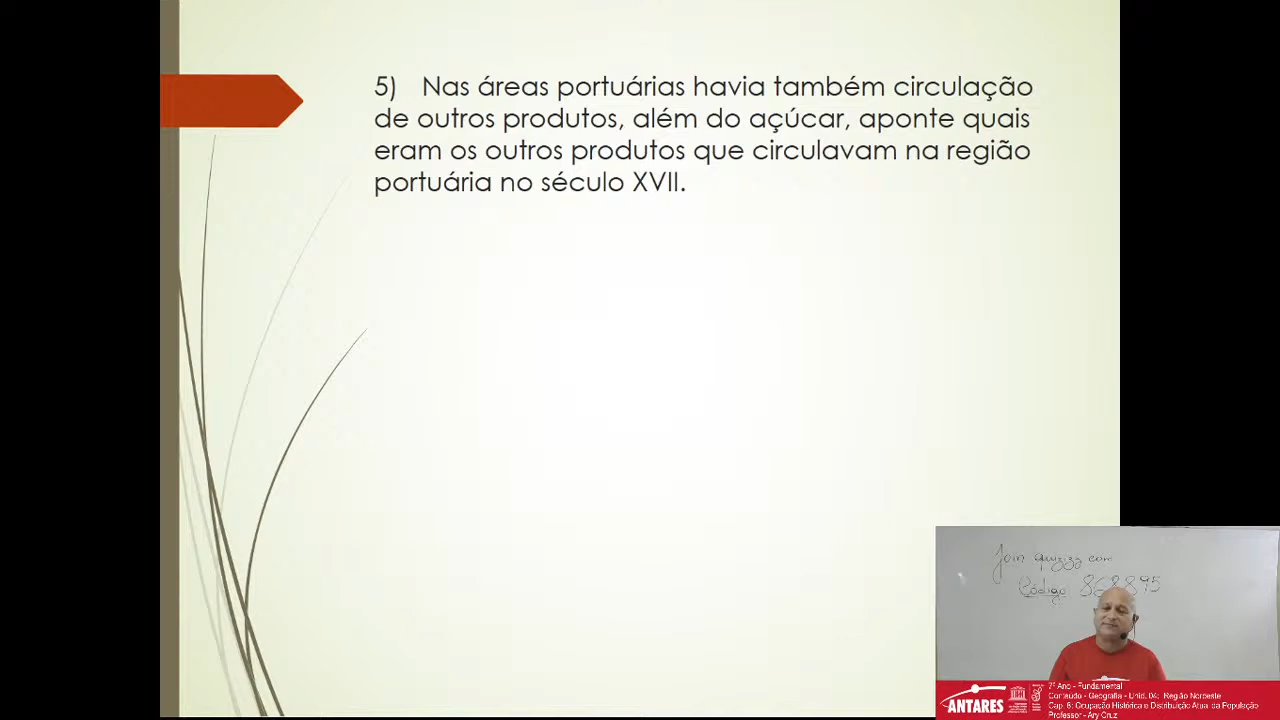 5) Nas áreas portuárias havia também circulação
de outros produtos, além do açúcar, aponte quais
eram os outros produtos que circulavam na região
portuária no século XVII.
Join quizizz com
Código 868895
ANTARES
7º Ano - Fundamental
Conteúdo - Geografia - Unid. 04: Região Nordeste
Cap. 6: Ocupação Histórica e Distribuição Atual da População
Professor - Ary Cruz